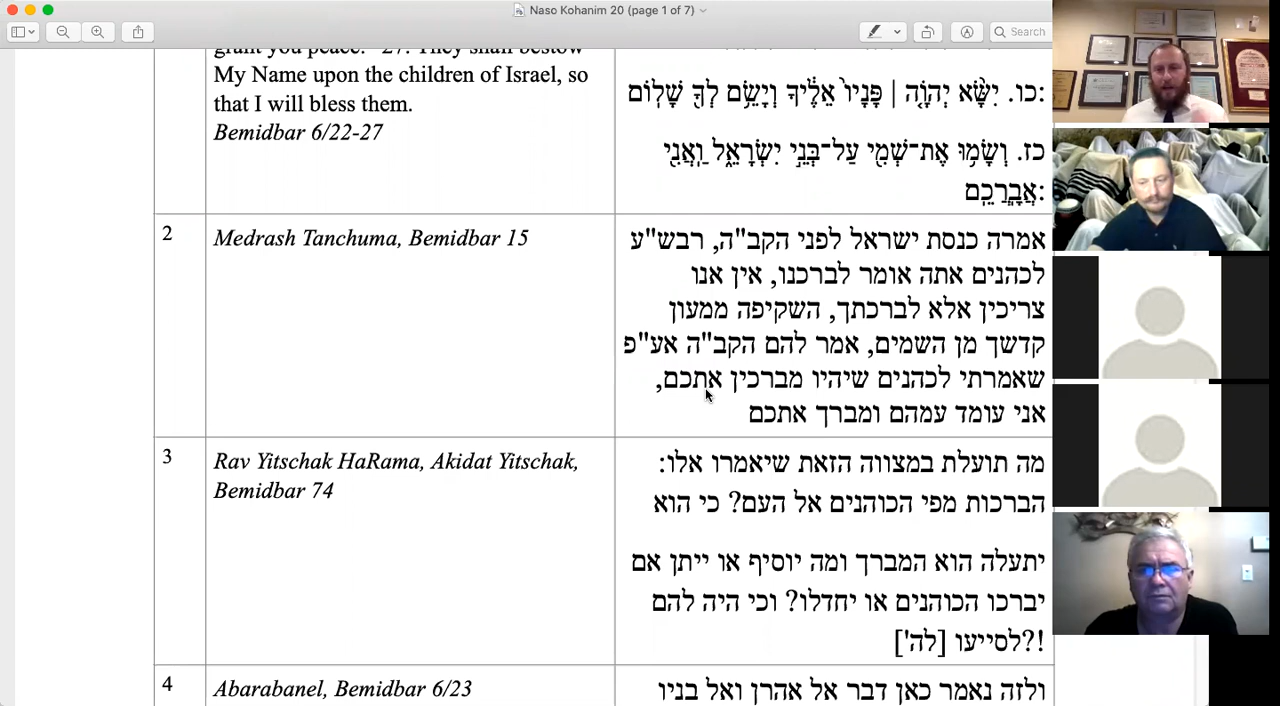 Naso Kohanim 20 (page 1 of 7)
Search
grant you peace." 27. They shall bestow
My Name upon the children of Israel, so
that I will bless them.
Bemidbar 6/22-27
:כו. יִשָּׂ֨א יְהֹוָ֤ה | פָּנָיו֙ אֵלֶ֔יךָ וְיָשֵׂ֥ם לְךָ֖ שָׁלֽוֹם
כז. וְשָׂמ֥וּ אֶת־שְׁמִ֖י עַל־בְּנֵ֣י יִשְׂרָאֵ֑ל וַֽאֲנִ֖י
:אֲבָרֲכֵֽם
2
Medrash Tanchuma, Bemidbar 15
אמרה כנסת ישראל לפני הקב"ה, רבש"ע
לכהנים אתה אומר לברכנו, אין אנו
צריכין אלא לברכתך, השקיפה ממעון
קדשך מן השמים, אמר להם הקב"ה אע"פ
שאמרתי לכהנים שיהיו מברכין אתכם,
אני עומד עמהם ומברך אתכם
3
Rav Yitschak HaRama, Akidat Yitschak,
Bemidbar 74
מה תועלת במצווה הזאת שיאמרו אלו:
הברכות מפי הכוהנים אל העם? כי הוא
יתעלה הוא המברך ומה יוסיף או ייתן אם
יברכו הכוהנים או יחדלו? וכי היה להם
!?לסייעו [לה']
4
Abarabanel, Bemidbar 6/23
ולזה נאמר כאן דבר אל אהרן ואל בניו